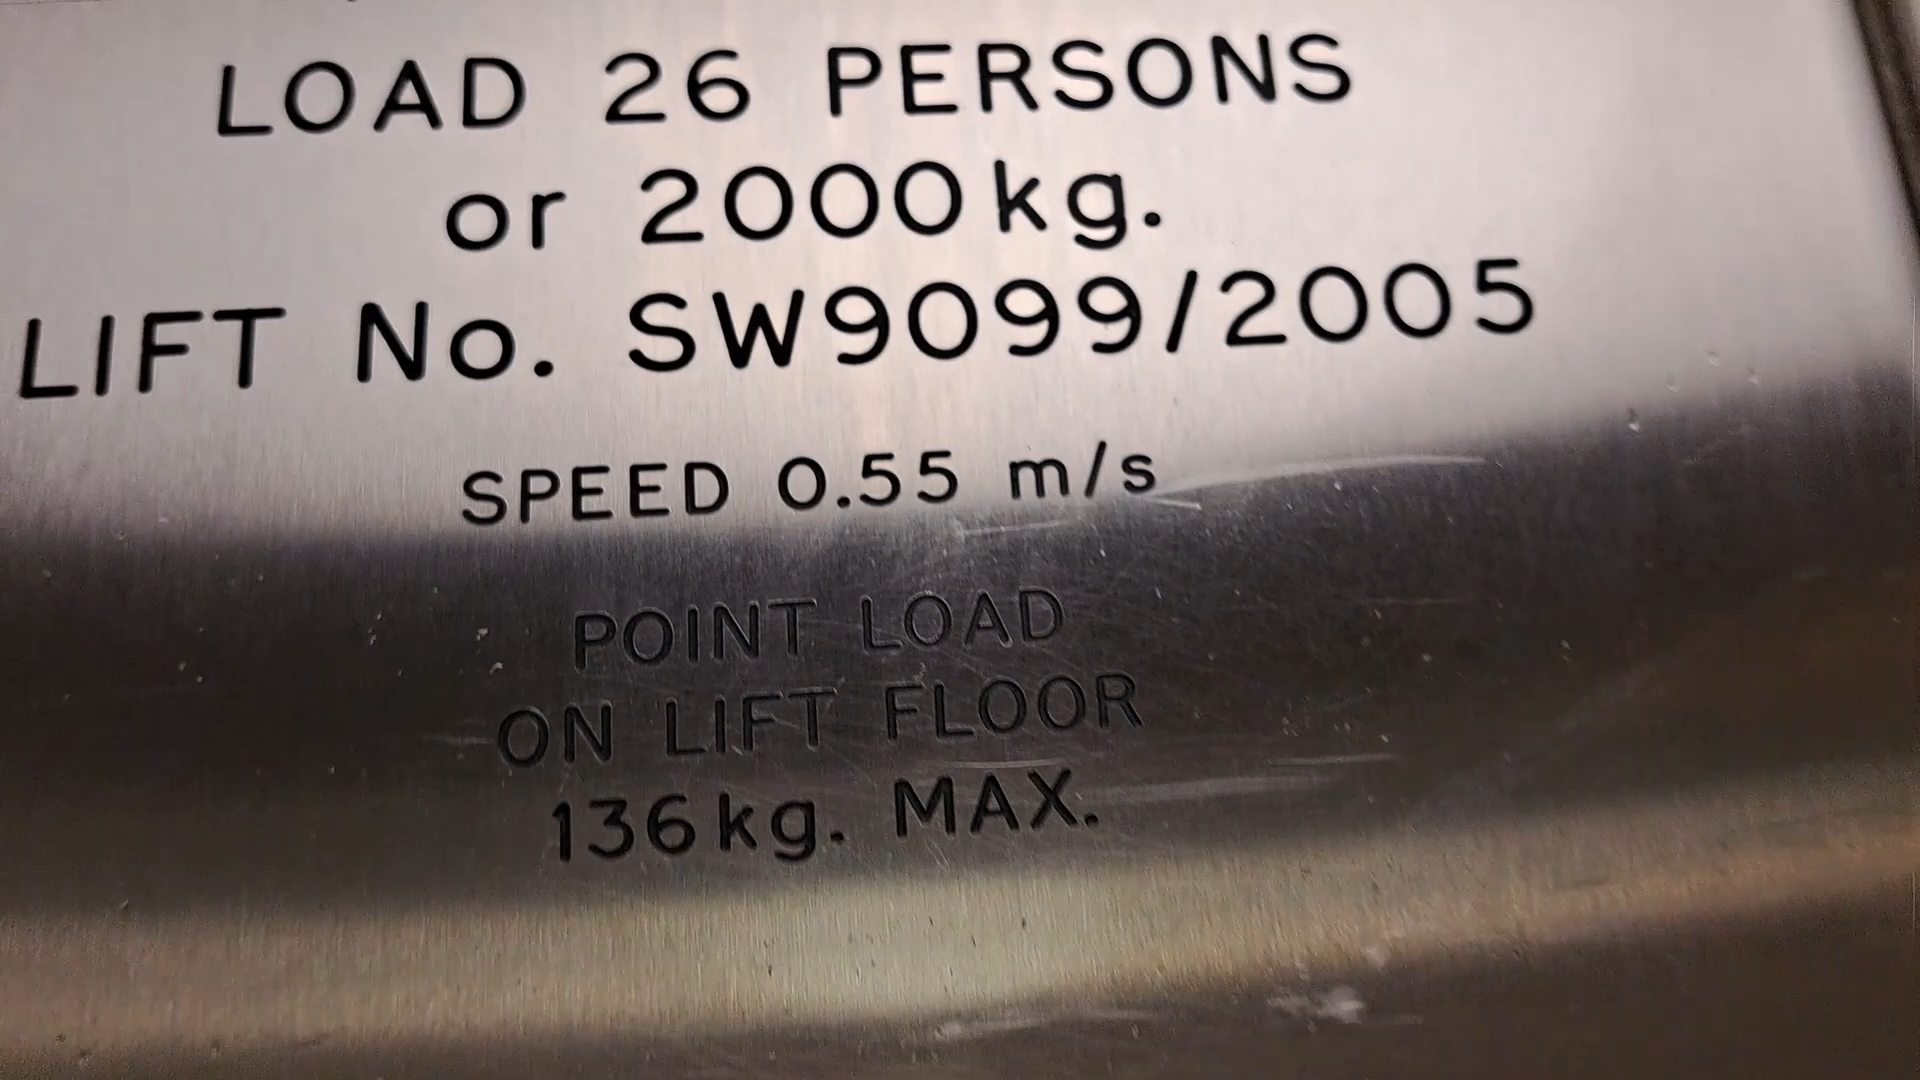 LOAD 26 PERSONS
or 2000kg.
LIFT No. SW9099/2005
SPEED 0.55 m/s
POINT LOAD
ON LIFT FLOOR
136kg. MAX.